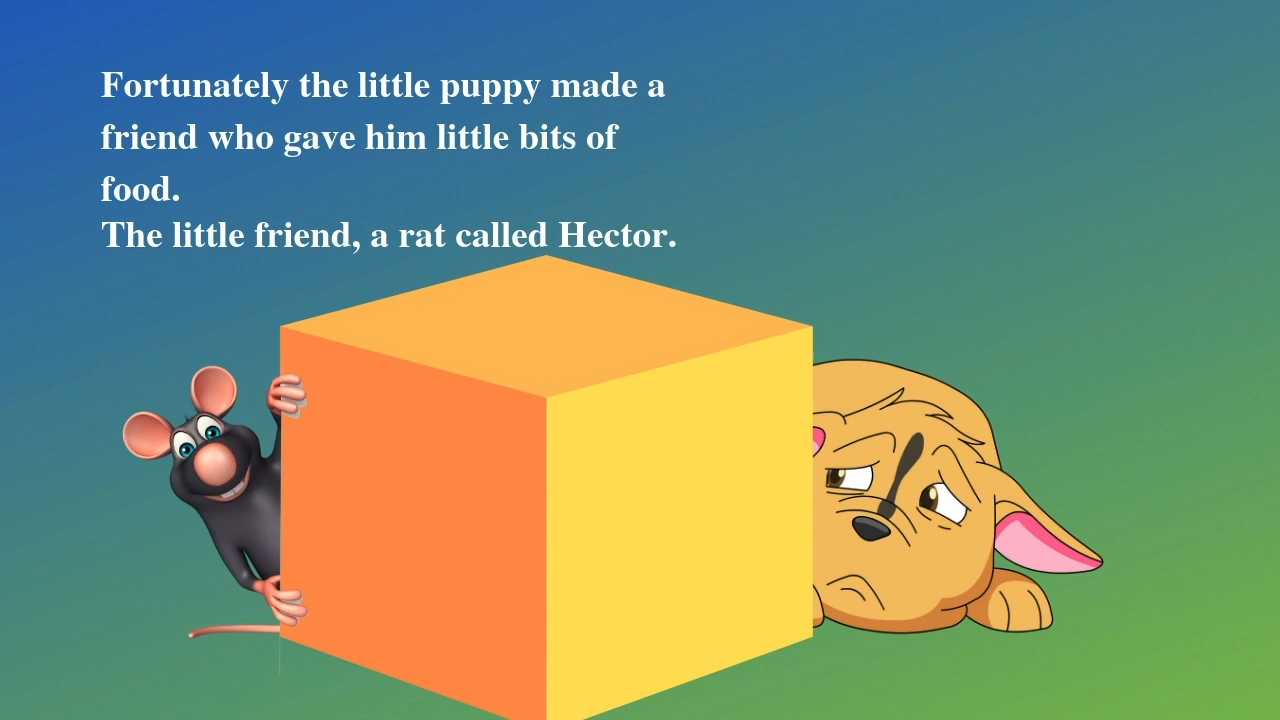 Fortunately the little puppy made a
friend who gave him little bits of
food.
The little friend, a rat called Hector.